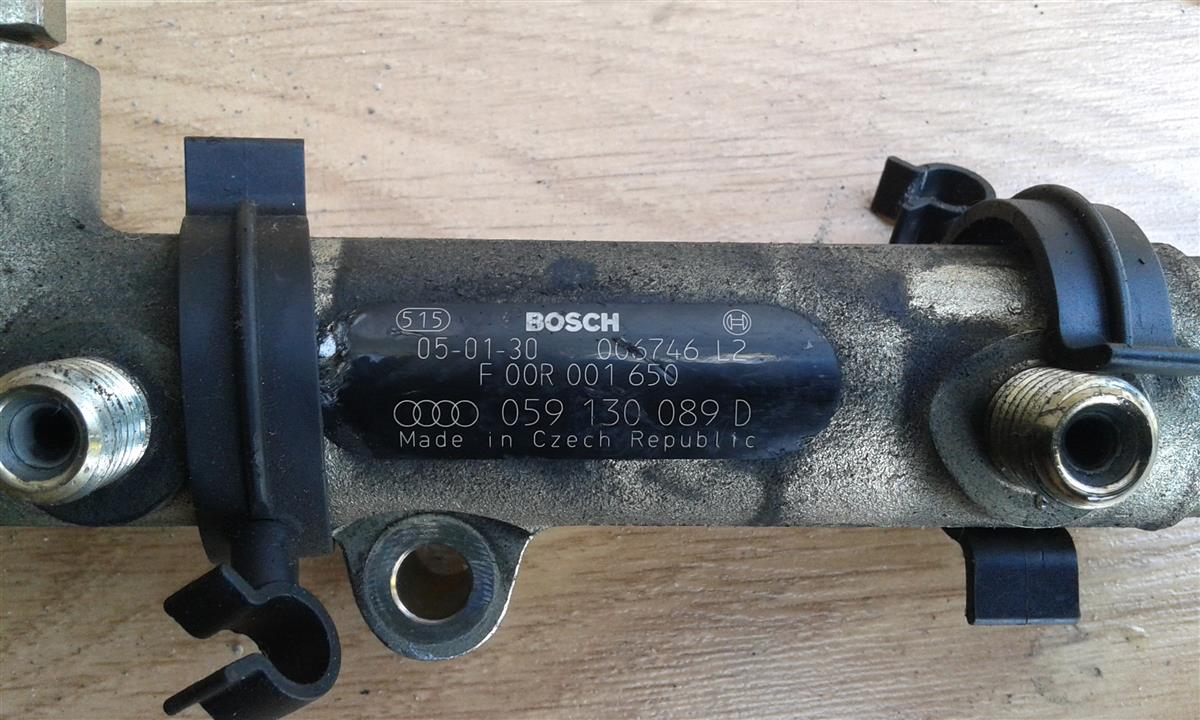 515 BOSCH
05-01-30 006746 L2
F 00R 001 650
059 130 089 D
Made in Czech Republic